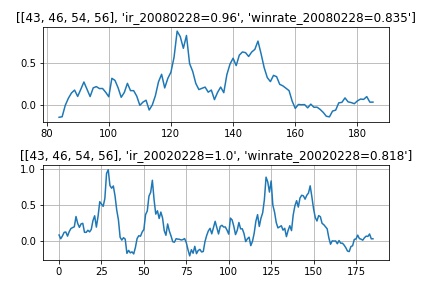 [[43, 46, 54, 56], 'ir_20080228=0.96', 'winrate_20080228=0.835']
0.5
0.0
80 100 120 140 160 180
[[43, 46, 54, 56], 'ir_20020228=1.0', 'winrate_20020228=0.818']
1.0
0.5
0.0
0 25 50 75 100 125 150 175